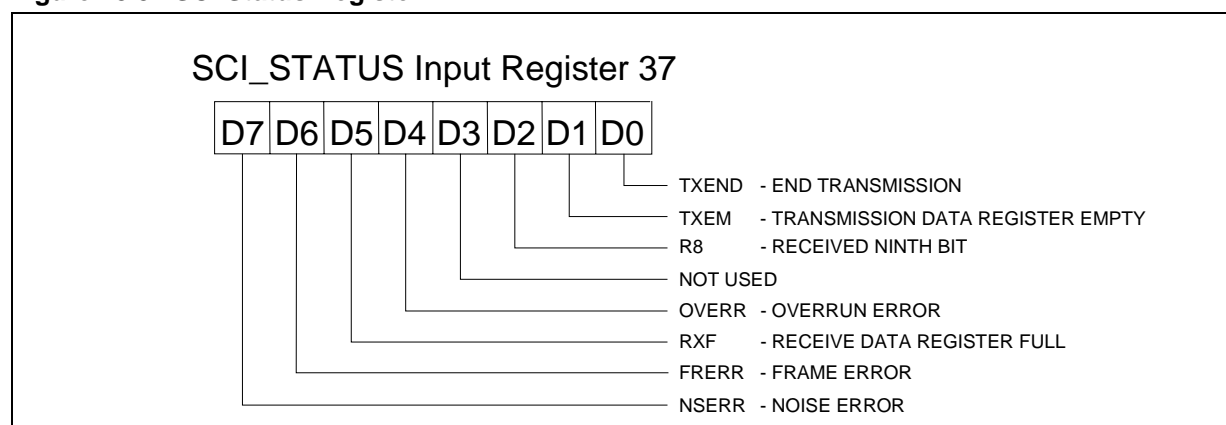 SCI_STATUS Input Register 37
D7 D6 D5 D4 D3 D2 D1 D0
TXEND - END TRANSMISSION
TXEM - TRANSMISSION DATA REGISTER EMPTY
R8 - RECEIVED NINTH BIT
NOT USED
OVERR - OVERRUN ERROR
RXF - RECEIVE DATA REGISTER FULL
FRERR - FRAME ERROR
NSERR - NOISE ERROR